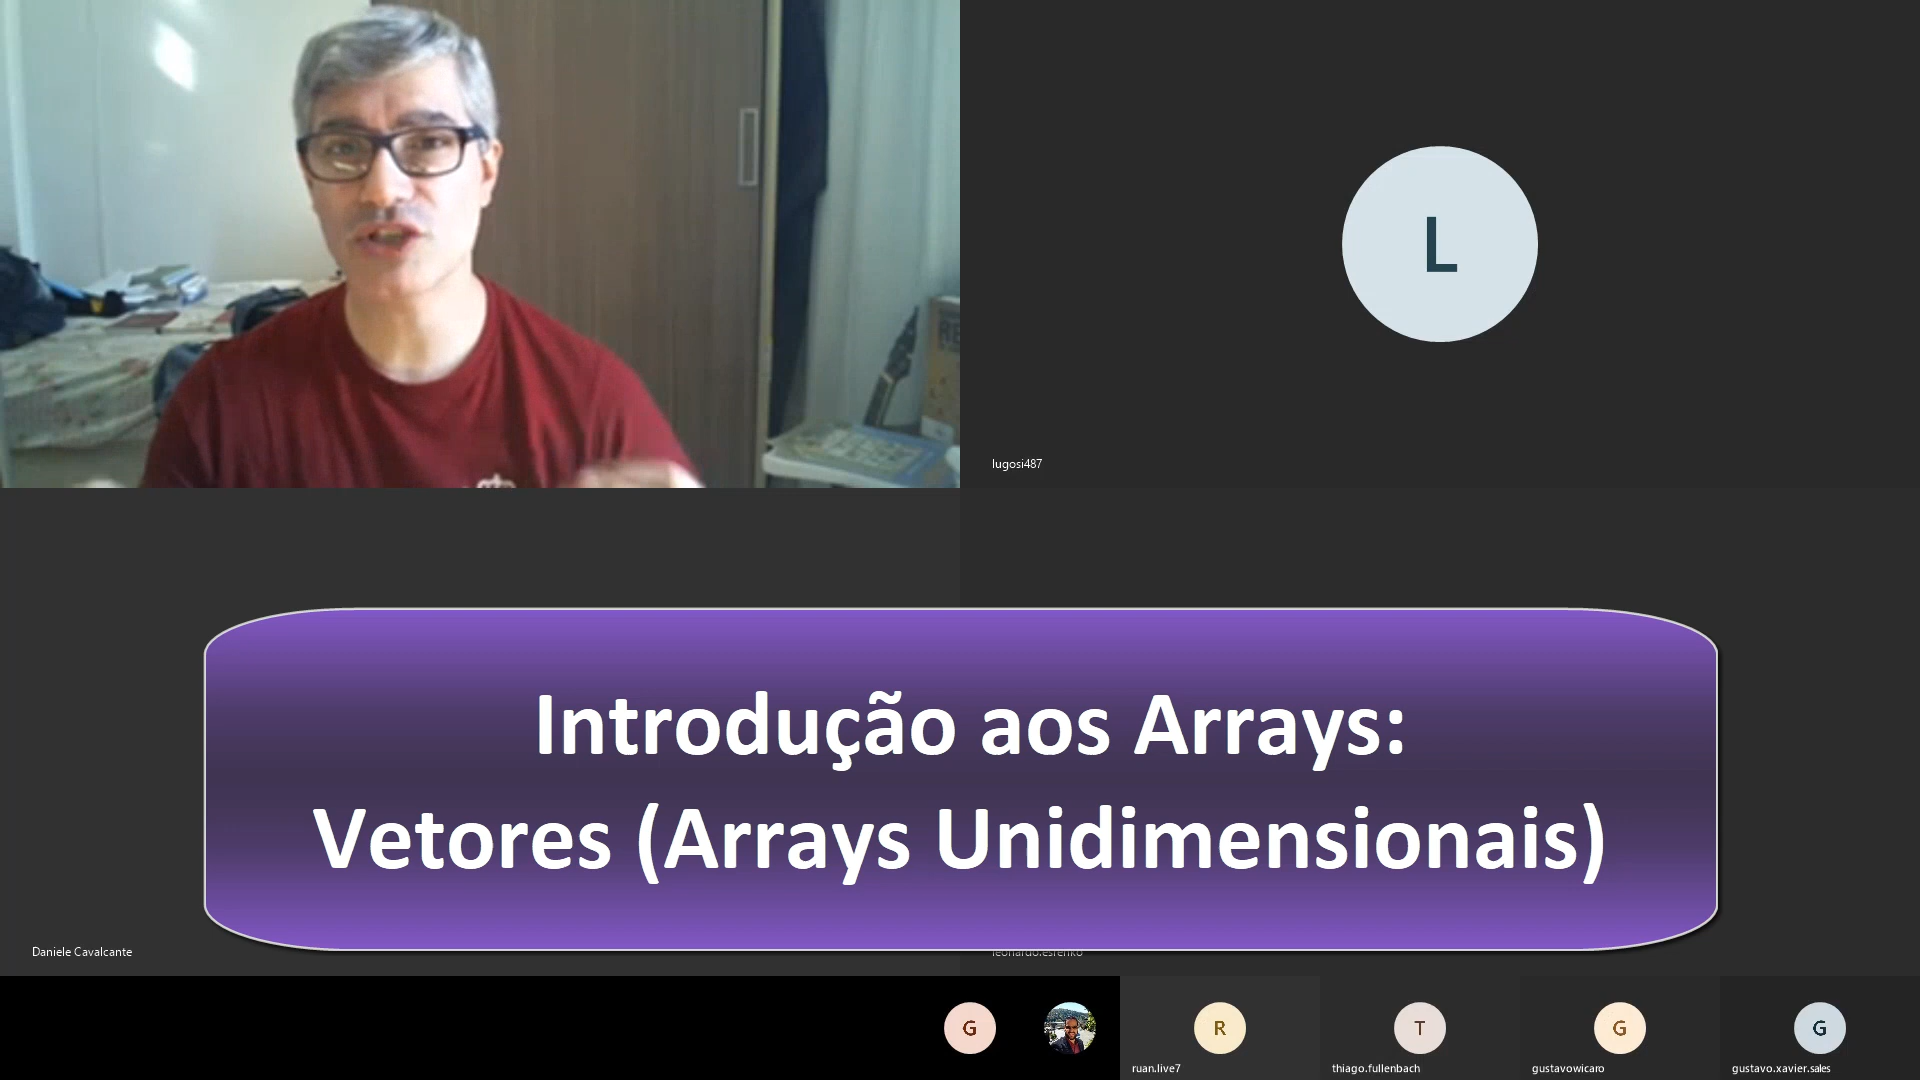 L
lugosi487
Introdução aos Arrays:
Vetores (Arrays Unidimensionais)
Daniele Cavalcante
G
R
T
G
G
ruan.live7
thiago.fullenbach
gustavowicaro
gustavo.xavier.sales